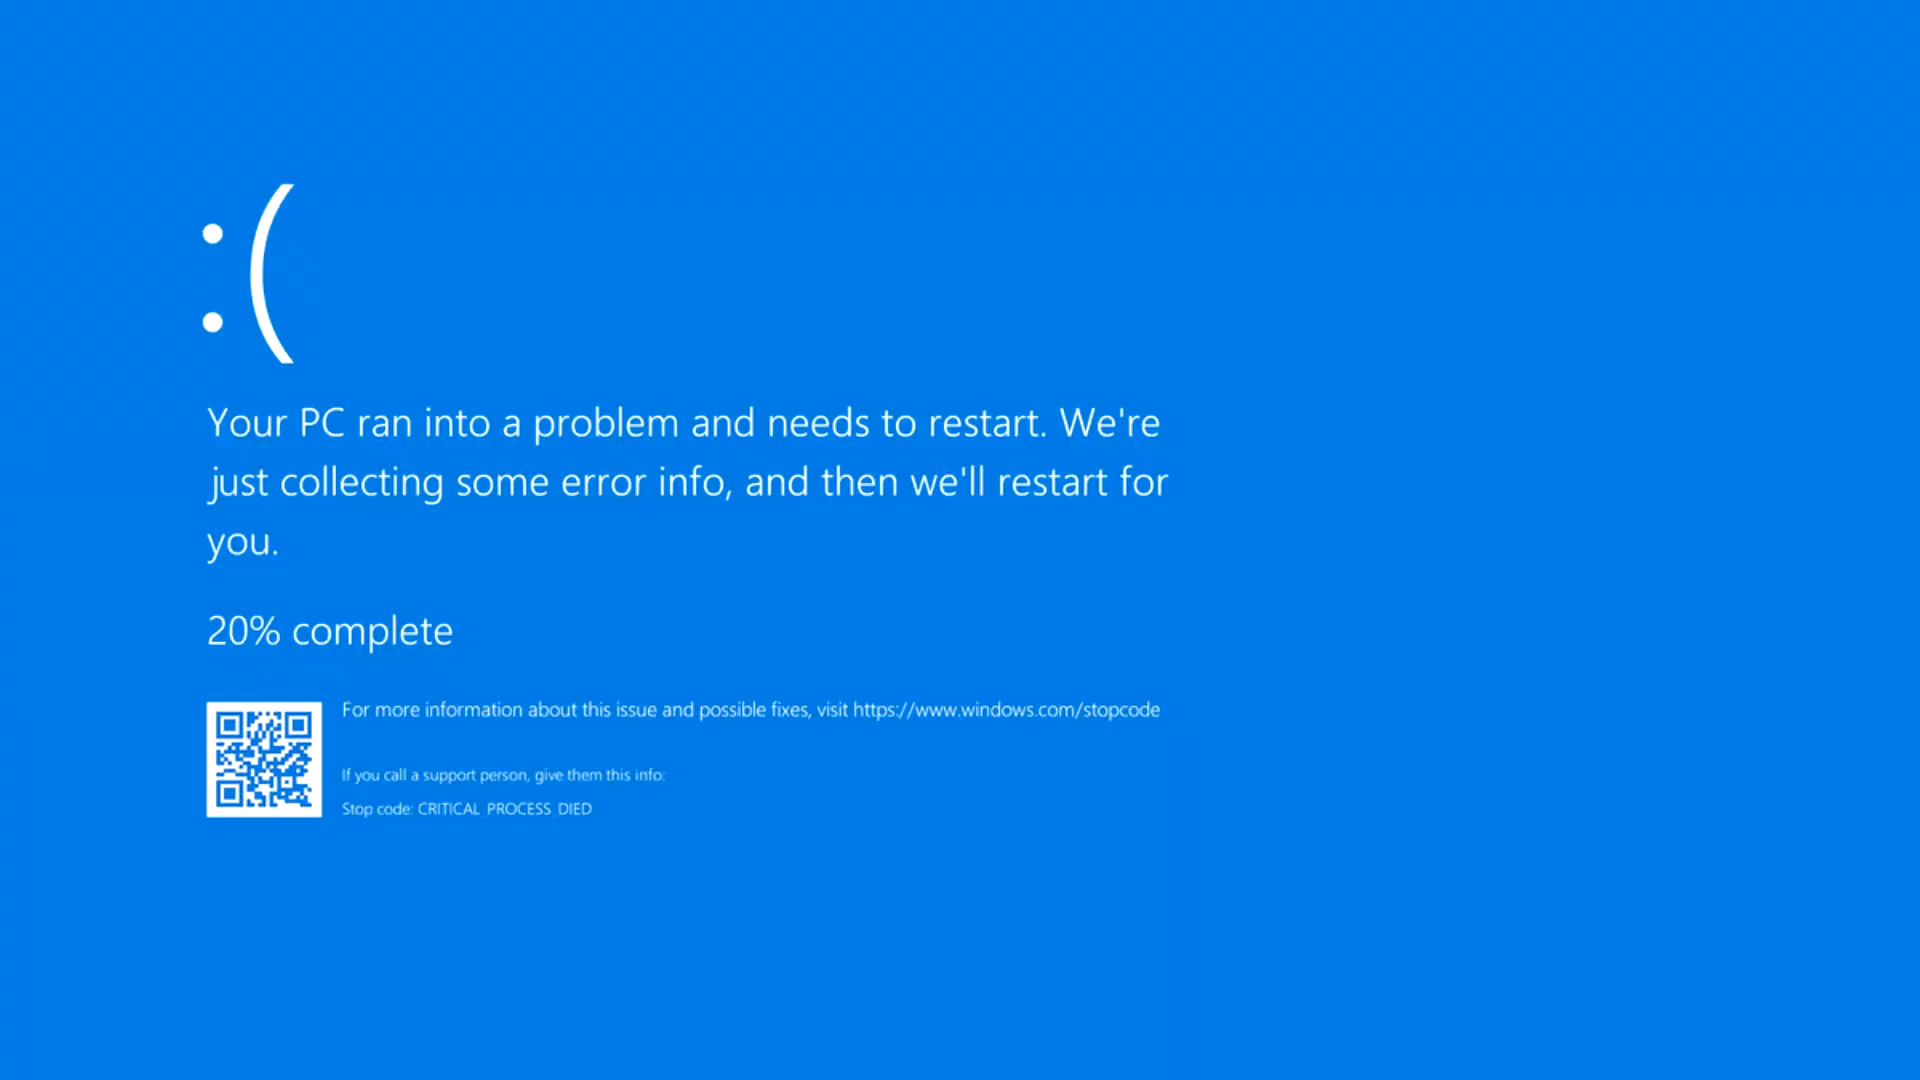 :(
Your PC ran into a problem and needs to restart. We're
just collecting some error info, and then we'll restart for
you.
20% complete
For more information about this issue and possible fixes, visit https://www.windows.com/stopcode
If you call a support person, give them this info:
Stop code: CRITICAL_PROCESS_DIED